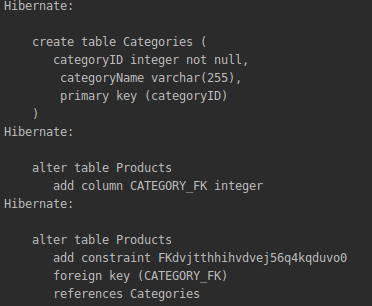 Hibernate:
create table Categories (
categoryID integer not null,
categoryName varchar(255),
primary key (categoryID)
)
Hibernate:
alter table Products
add column CATEGORY_FK integer
Hibernate:
alter table Products
add constraint FKdvjtthhihvdvej56q4kqduvo0
foreign key (CATEGORY_FK)
references Categories